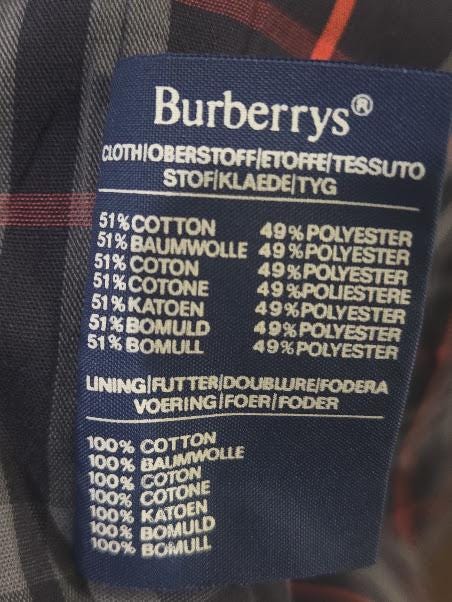 Burberrys®
CLOTH|OBERSTOFF|ETOFFE|TESSUTO
STOF|KLAEDE|TYG
51% COTTON 49% POLYESTER
51% BAUMWOLLE 49% POLYESTER
51% COTON 49% POLYESTER
51% COTONE 49% POLIESTERE
51% KATOEN 49% POLYESTER
51% BOMULD 49% POLYESTER
51% BOMULL 49% POLYESTER
LINING|FUTTER|DOUBLURE|FODERA
VOERING|FOER|FODER
100% COTTON
100% BAUMWOLLE
100% COTON
100% COTONE
100% KATOEN
100% BOMULD
100% BOMULL